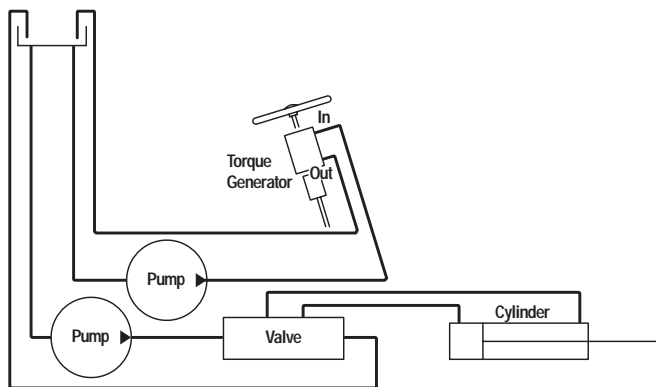 In
Torque
Generator
Out
Pump
Cylinder
Pump
Valve